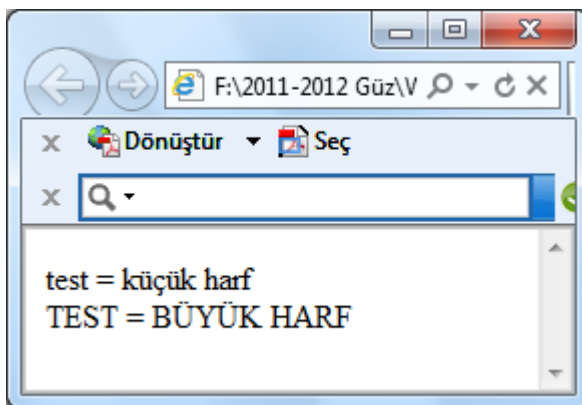 F:\2011-2012 Güz\V
x Dönüştür Seç
x
test = küçük harf
TEST = BÜYÜK HARF